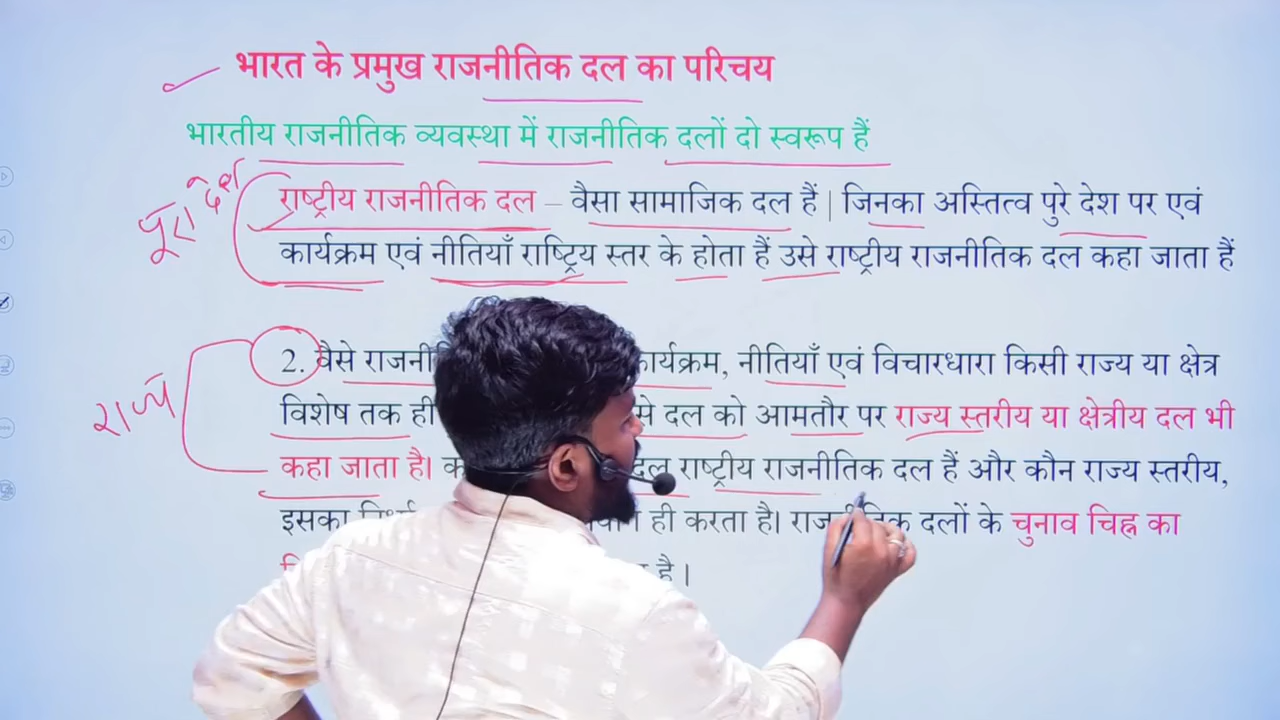 भारत के प्रमुख राजनीतिक दल का परिचय
भारतीय राजनीतिक व्यवस्था में राजनीतिक दलों दो स्वरूप हैं
पूरा देश
राष्ट्रीय राजनीतिक दल – वैसा सामाजिक दल हैं | जिनका अस्तित्व पुरे देश पर एवं
कार्यक्रम एवं नीतियाँ राष्ट्रिय स्तर के होता हैं उसे राष्ट्रीय राजनीतिक दल कहा जाता हैं
राज्य
2. वैसे कार्यक्रम, नीतियाँ एवं विचारधारा किसी राज्य या क्षेत्र
विशेष तक ही दल को आमतौर पर राज्य स्तरीय या क्षेत्रीय दल भी
कहा जाता है। दल राष्ट्रीय राजनीतिक दल हैं और कौन राज्य स्तरीय,
इसका ही करता है। दलों के चुनाव चिह्न का
है |